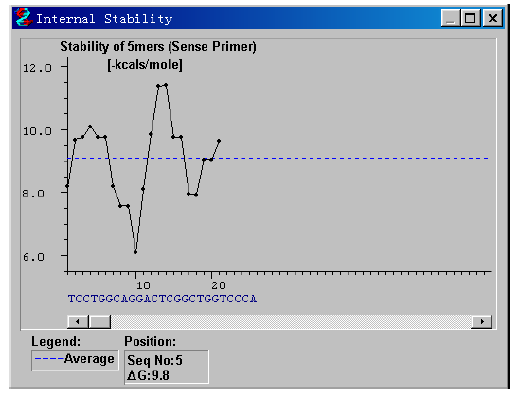 Internal Stability
Stability of 5mers (Sense Primer)
[-kcals/mole]
12.0
10.0
8.0
6.0
10 20
TCCTGGCAGGACTCGGCTGGTCCCA
Legend: Position:
Average Seq No:5
ΔG:9.8